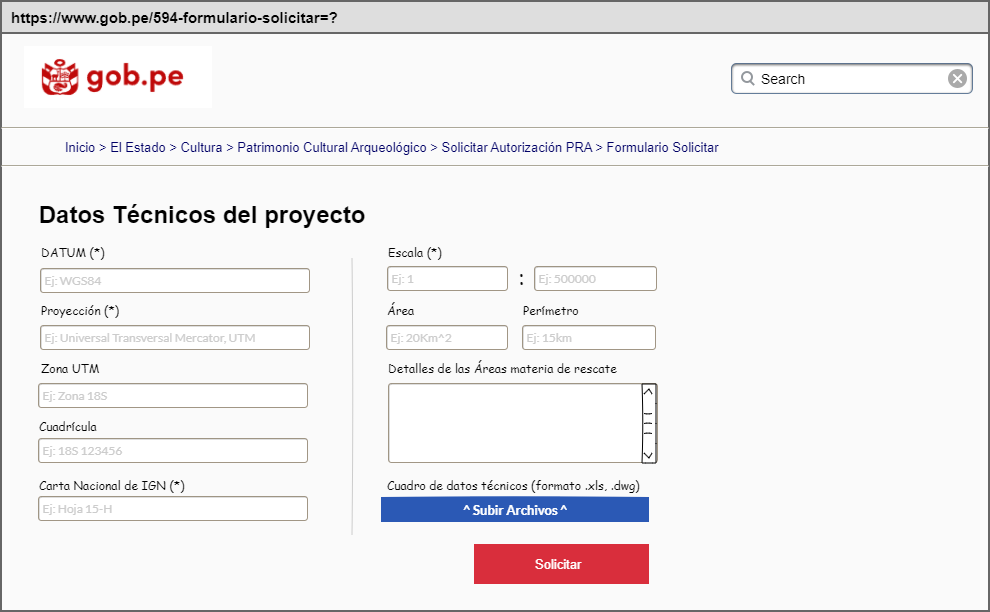 https://www.gob.pe/594-formulario-solicitar=?
gob.pe
Search
Inicio > El Estado > Cultura > Patrimonio Cultural Arqueológico > Solicitar Autorización PRA > Formulario Solicitar
Datos Técnicos del proyecto
DATUM (*)
Ej: WGS84
Proyección (*)
Ej: Universal Transversal Mercator, UTM
Zona UTM
Ej: Zona 18S
Cuadrícula
Ej: 18S 123456
Carta Nacional de IGN (*)
Ej: Hoja 15-H
Escala (*)
Ej: 1 : Ej: 500000
Área Perímetro
Ej: 20Km^2 Ej: 15km
Detalles de las Áreas materia de rescate
Cuadro de datos técnicos (formato .xls, .dwg)
^ Subir Archivos ^
Solicitar